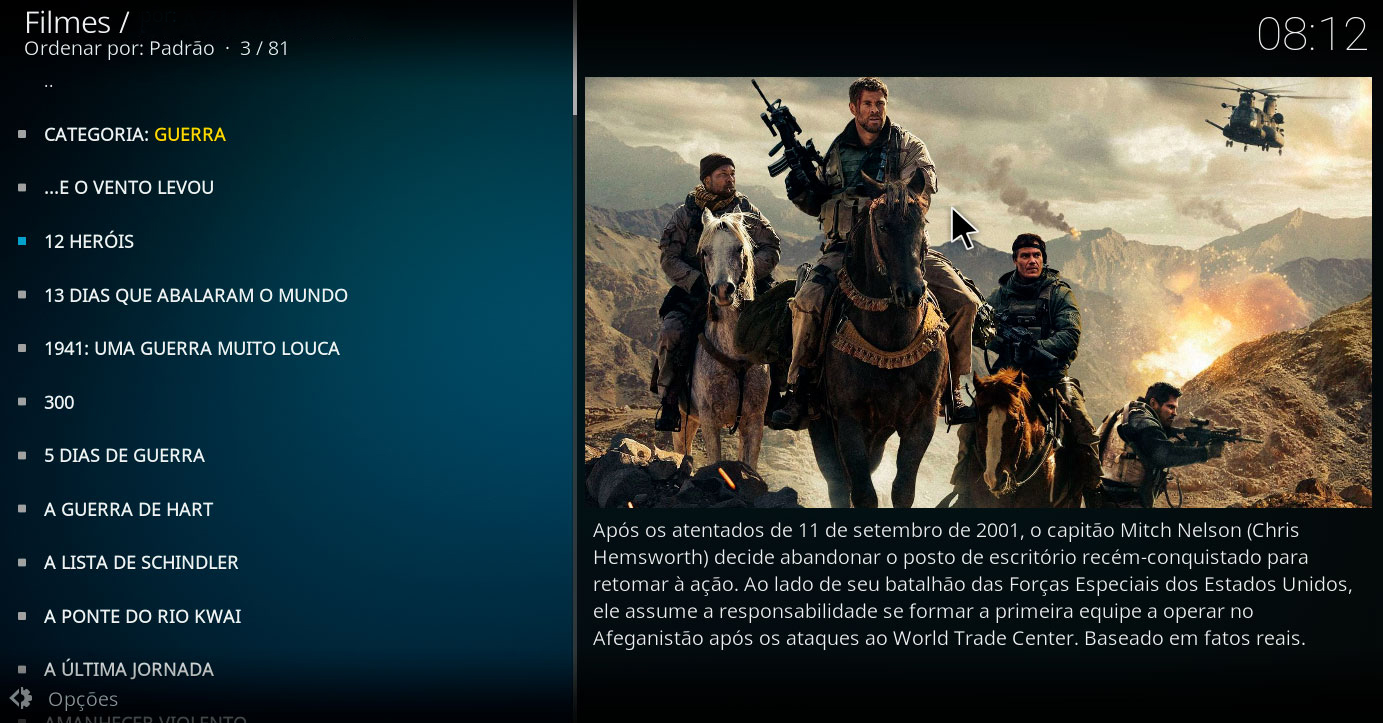 Filmes /
Ordenar por: Padrão · 3 / 81
08:12
..
CATEGORIA: GUERRA
...E O VENTO LEVOU
12 HERÓIS
13 DIAS QUE ABALARAM O MUNDO
1941: UMA GUERRA MUITO LOUCA
300
5 DIAS DE GUERRA
A GUERRA DE HART
A LISTA DE SCHINDLER
A PONTE DO RIO KWAI
A ÚLTIMA JORNADA
AMANHECER VIOLENTO
Opções
Após os atentados de 11 de setembro de 2001, o capitão Mitch Nelson (Chris
Hemsworth) decide abandonar o posto de escritório recém-conquistado para
retomar à ação. Ao lado de seu batalhão das Forças Especiais dos Estados Unidos,
ele assume a responsabilidade se formar a primeira equipe a operar no
Afeganistão após os ataques ao World Trade Center. Baseado em fatos reais.